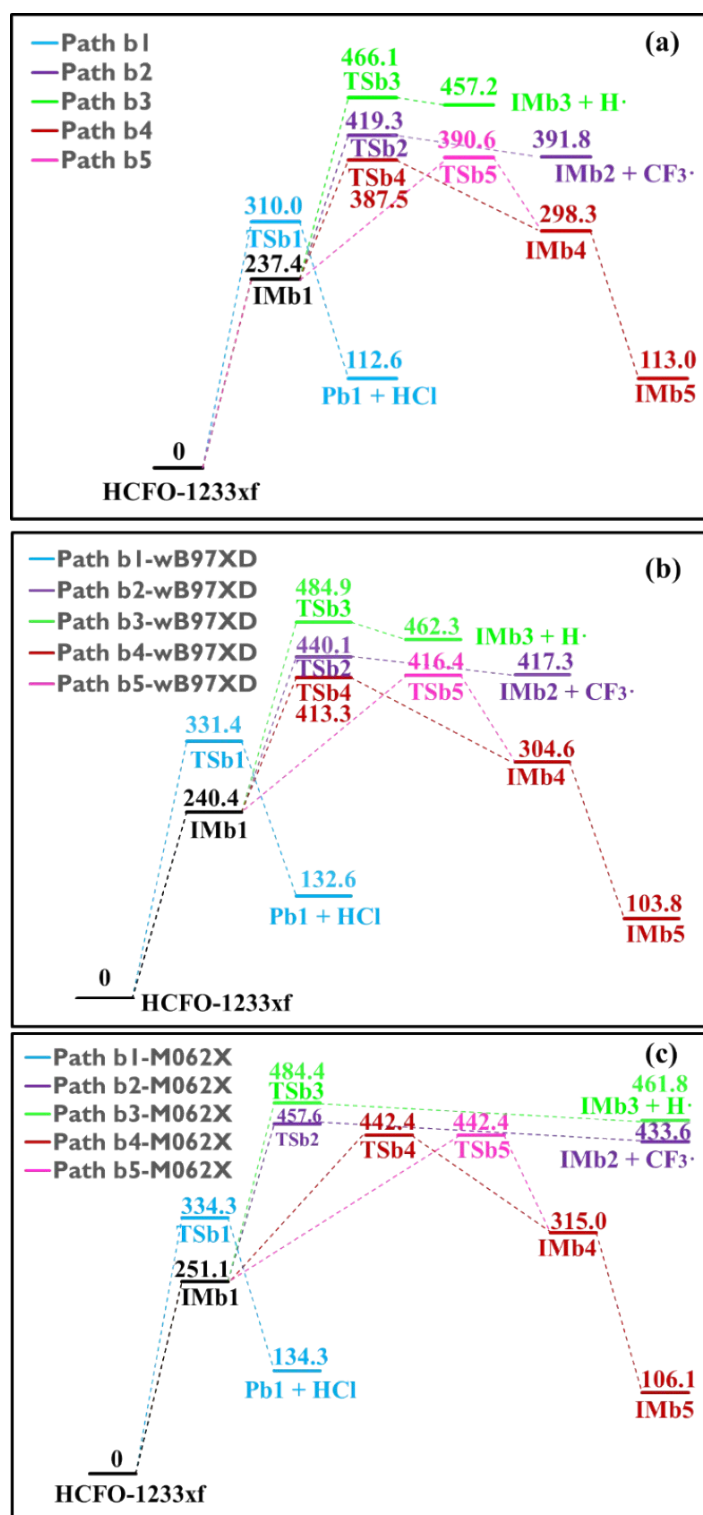 Path b1
Path b2
Path b3
Path b4
Path b5
(a)
466.1
TSb3
457.2
IMb3 + H·
419.3
TSb2
390.6
TSb5
391.8
IMb2 + CF3·
TSb4
387.5
310.0
TSb1
298.3
IMb4
237.4
IMb1
112.6
Pb1 + HCl
113.0
IMb5
0
HCFO-1233xf
Path b1-wB97XD
Path b2-wB97XD
Path b3-wB97XD
Path b4-wB97XD
Path b5-wB97XD
(b)
484.9
TSb3
462.3
IMb3 + H·
440.1
TSb2
416.4
TSb5
417.3
IMb2 + CF3·
TSb4
413.3
331.4
TSb1
304.6
IMb4
240.4
IMb1
132.6
Pb1 + HCl
103.8
IMb5
0
HCFO-1233xf
Path b1-M062X
Path b2-M062X
Path b3-M062X
Path b4-M062X
Path b5-M062X
(c)
484.4
TSb3
461.8
IMb3 + H·
457.6
TSb2
442.4
TSb4
442.4
TSb5
433.6
IMb2 + CF3·
334.3
TSb1
315.0
IMb4
251.1
IMb1
134.3
Pb1 + HCl
106.1
IMb5
0
HCFO-1233xf